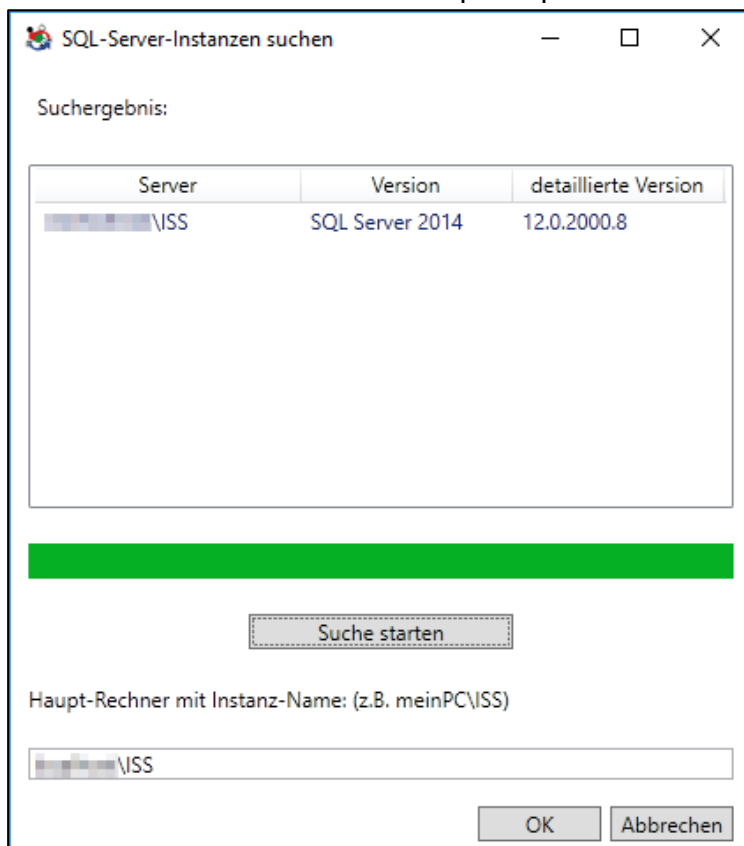 SQL-Server-Instanzen suchen
Suchergebnis:
Server Version detaillierte Version
\ISS SQL Server 2014 12.0.2000.8
Suche starten
Haupt-Rechner mit Instanz-Name: (z.B. meinPC\ISS)
\ISS
OK Abbrechen